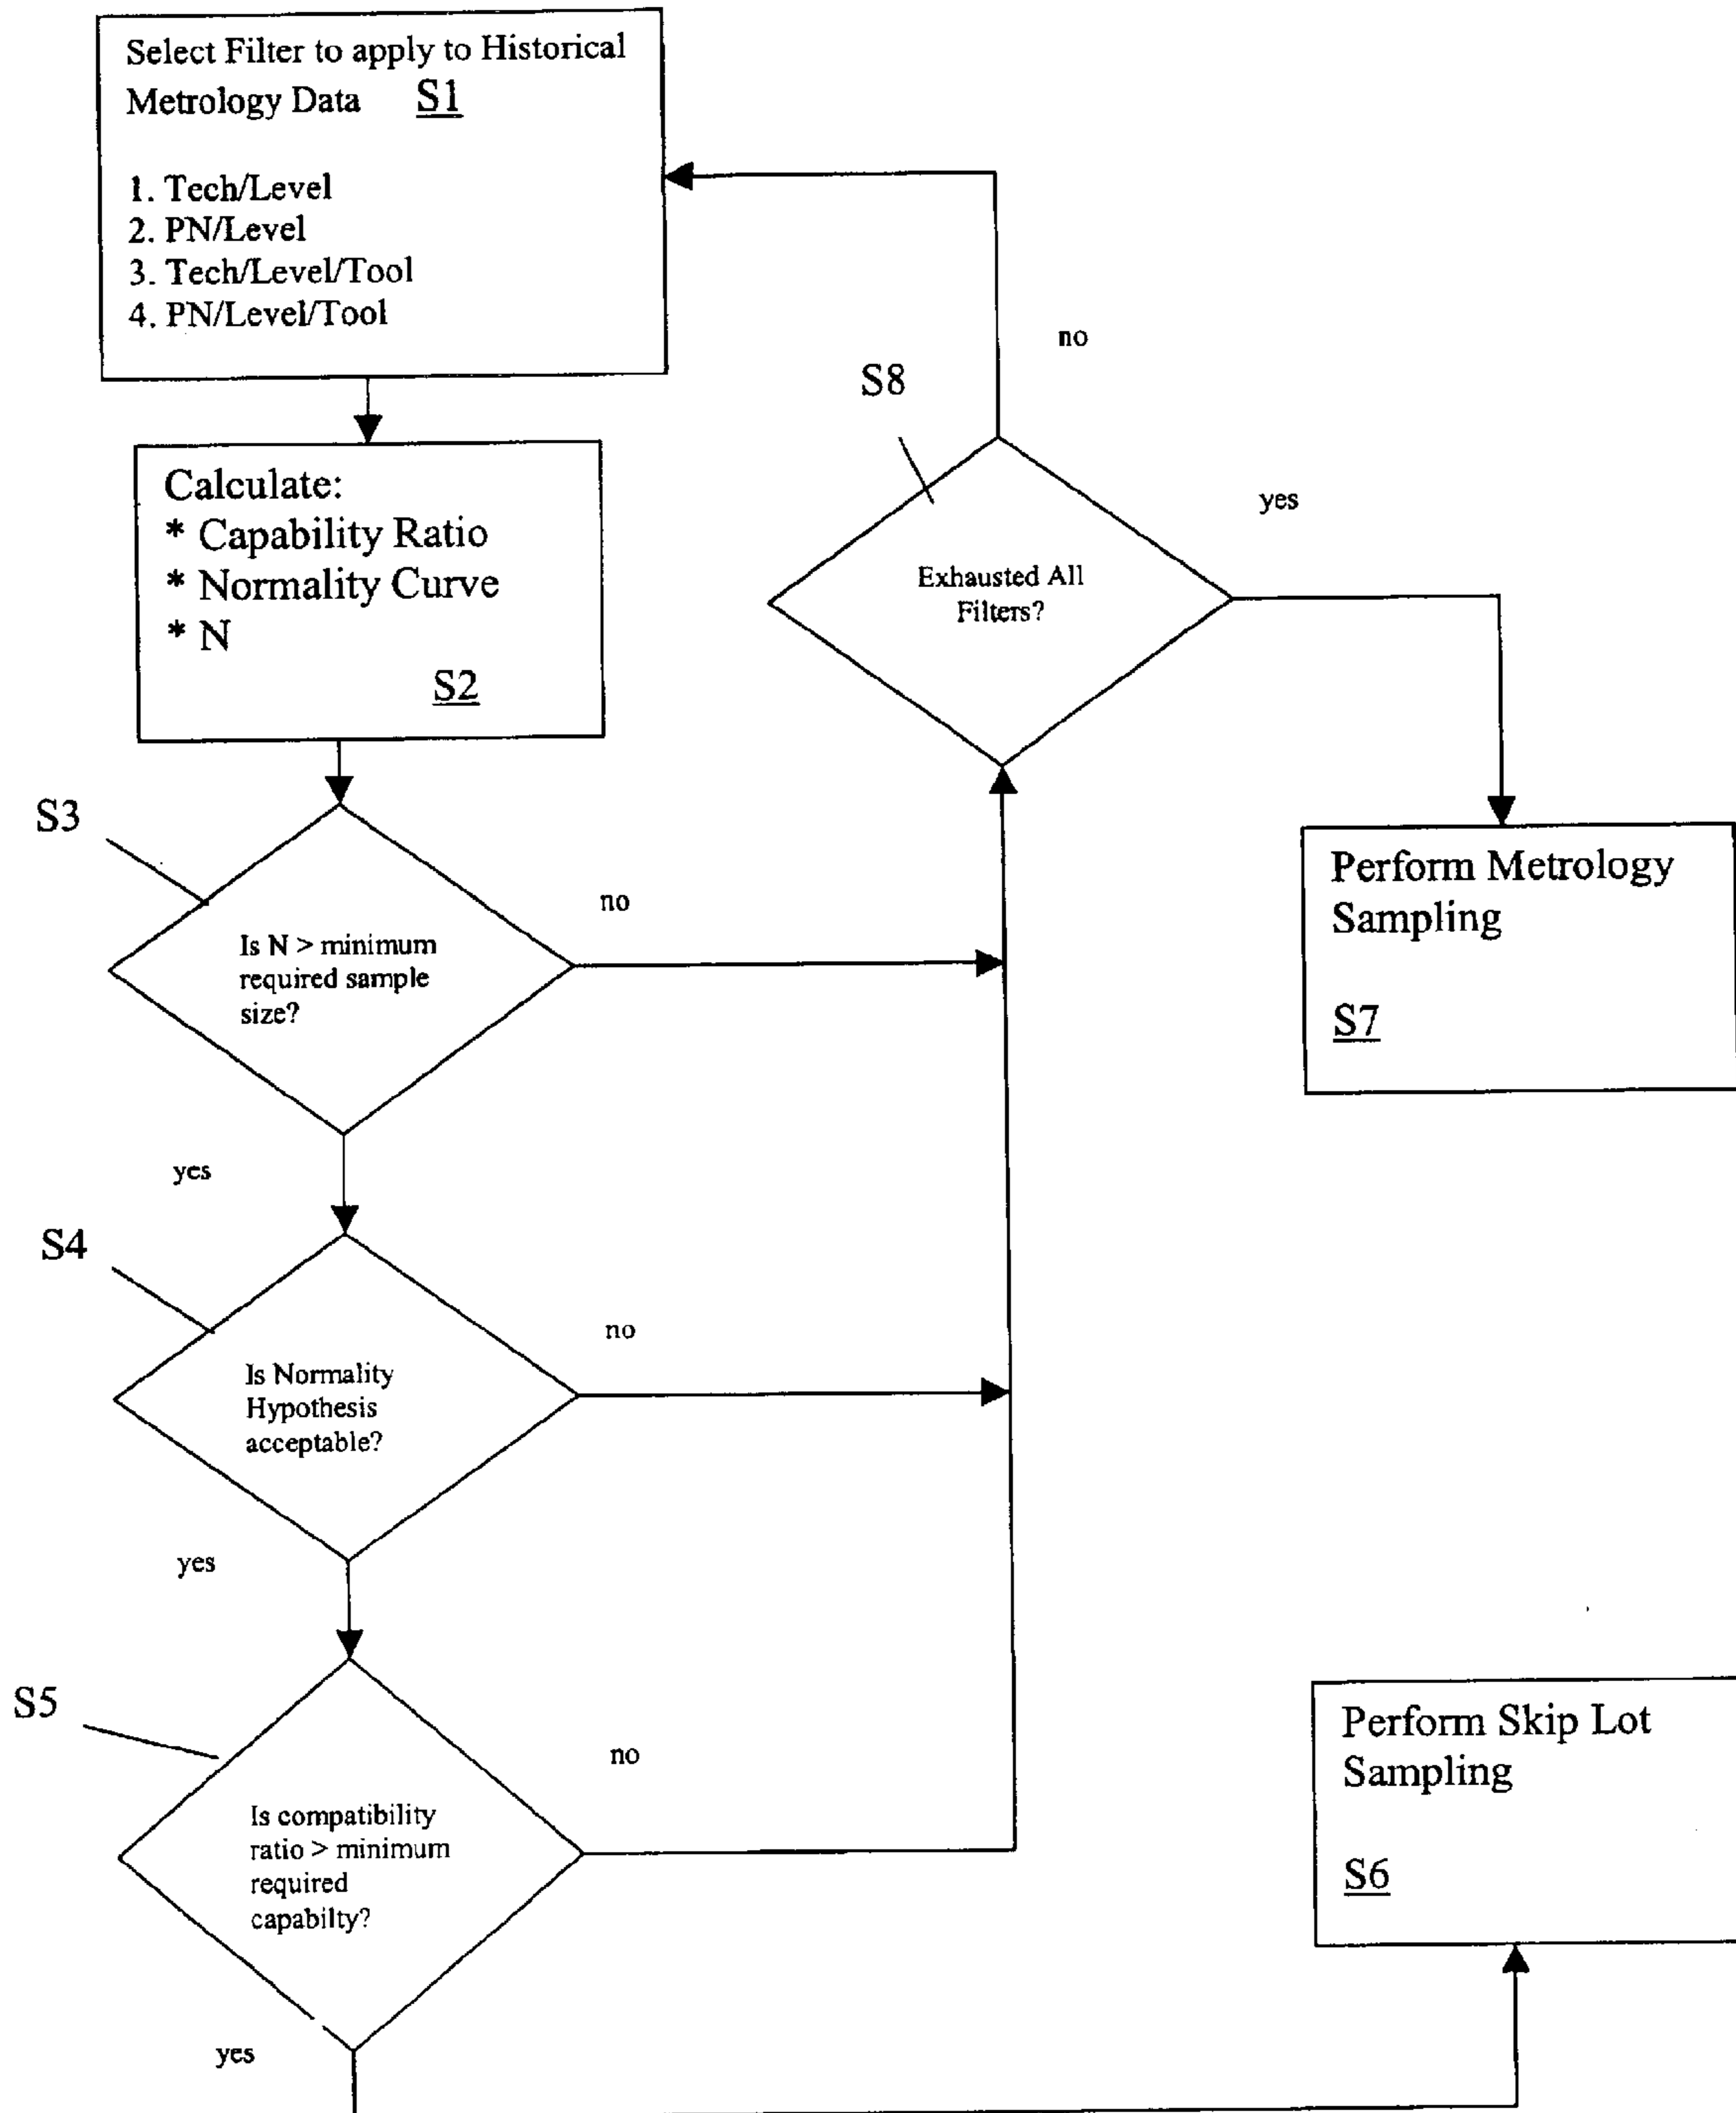 Select Filter to apply to Historical
Metrology Data S1
1. Tech/Level
2. PN/Level
3. Tech/Level/Tool
4. PN/Level/Tool
Calculate:
* Capability Ratio
* Normality Curve
* N
S2
S3
Is N > minimum
required sample
size?
no
yes
S4
Is Normality
Hypothesis
acceptable?
no
yes
S5
Is compatibility
ratio > minimum
required
capabilty?
no
yes
S8
Exhausted All
Filters?
no
yes
Perform Metrology
Sampling
S7
Perform Skip Lot
Sampling
S6